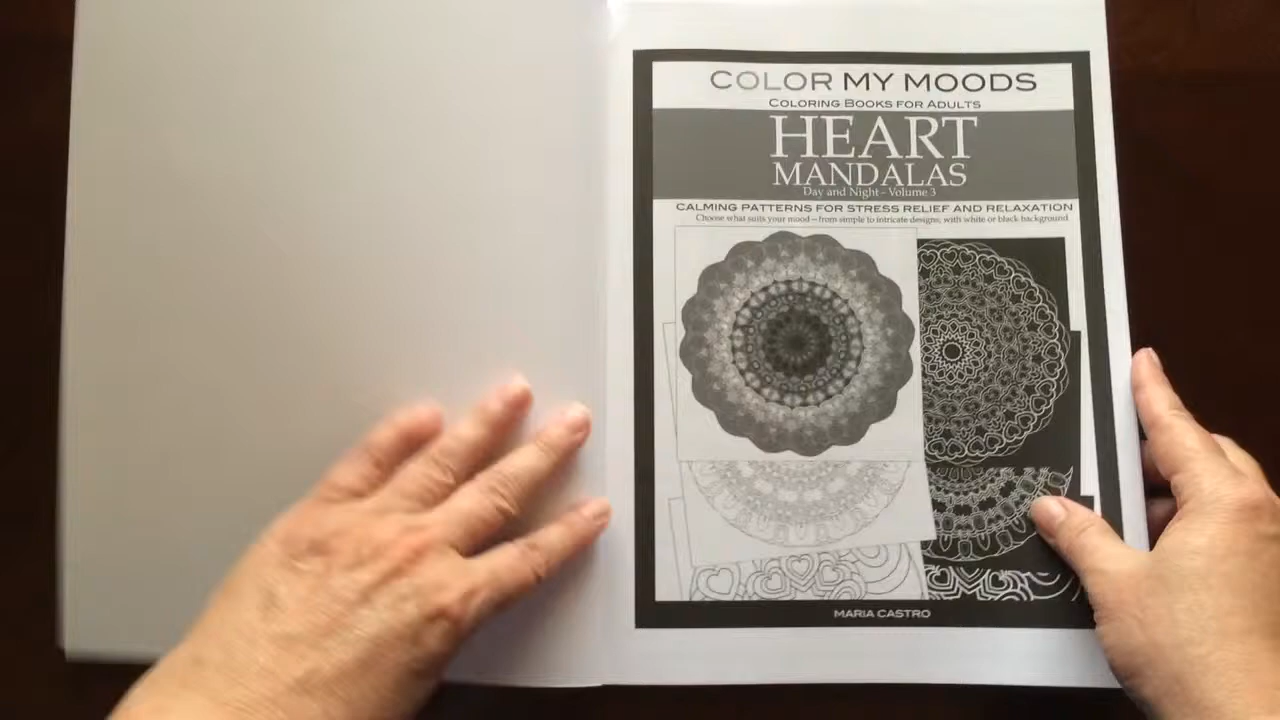 COLOR MY MOODS
COLORING BOOKS FOR ADULTS
HEART
MANDALAS
Day and Night - Volume 3
CALMING PATTERNS FOR STRESS RELIEF AND RELAXATION
Choose what suits your mood – from simple to intricate designs, with white or black background
MARIA CASTRO